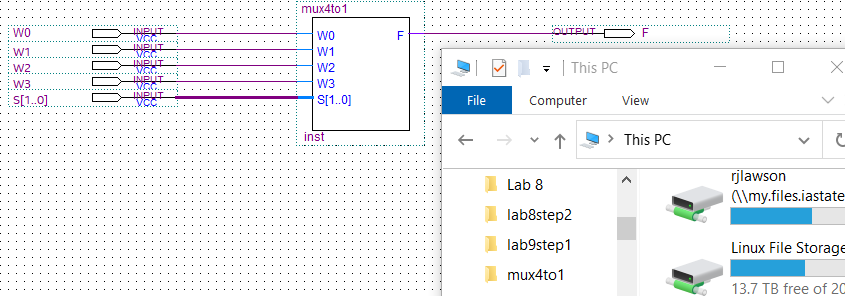 mux4to1
W0 INPUT VCC W0 F OUTPUT F
W1 INPUT VCC W1
W2 INPUT VCC W2
W3 INPUT VCC W3
S[1..0] INPUT VCC S[1..0]
inst
This PC
File Computer View
This PC
Lab 8
lab8step2
lab9step1
mux4to1
rjlawson
(\\my.files.iastate
Linux File Storage
13.7 TB free of 20